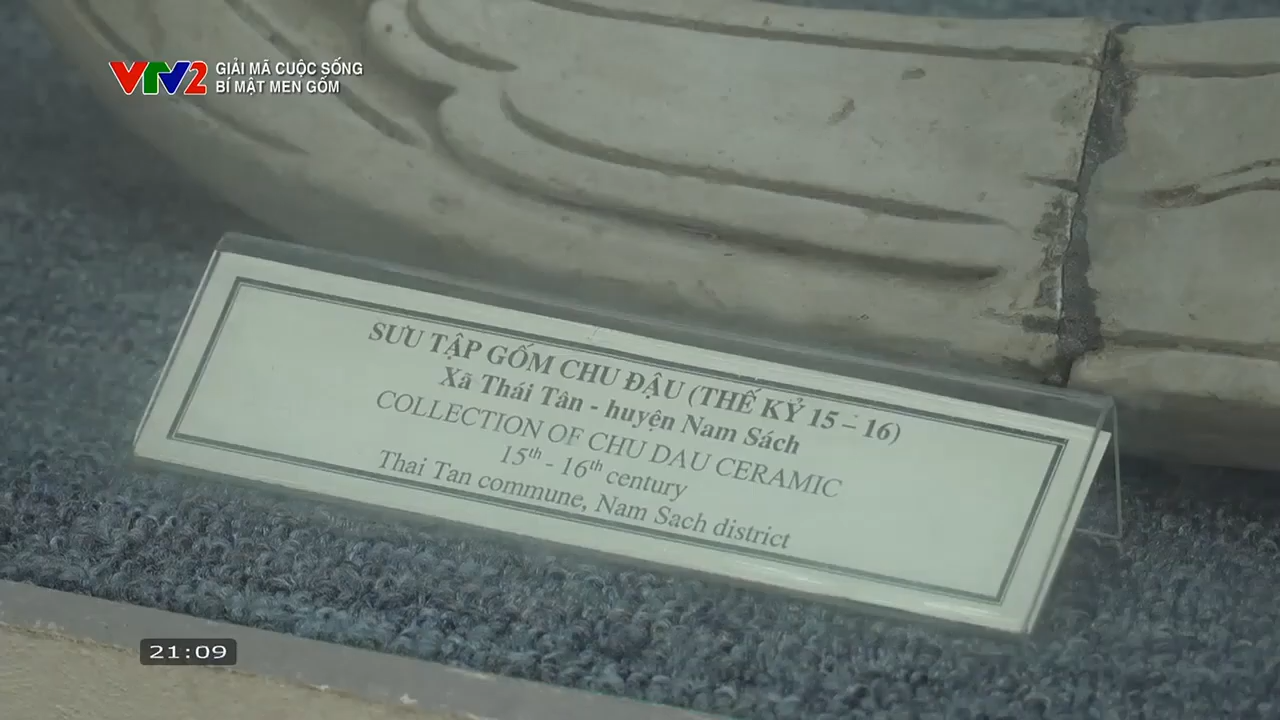 VTV2
GIẢI MÃ CUỘC SỐNG
BÍ MẬT MEN GỐM
SƯU TẬP GỐM CHU ĐẬU (THẾ KỶ 15 – 16)
Xã Thái Tân - huyện Nam Sách
COLLECTION OF CHU DAU CERAMIC
15th - 16th century
Thai Tan commune, Nam Sach district
21:09